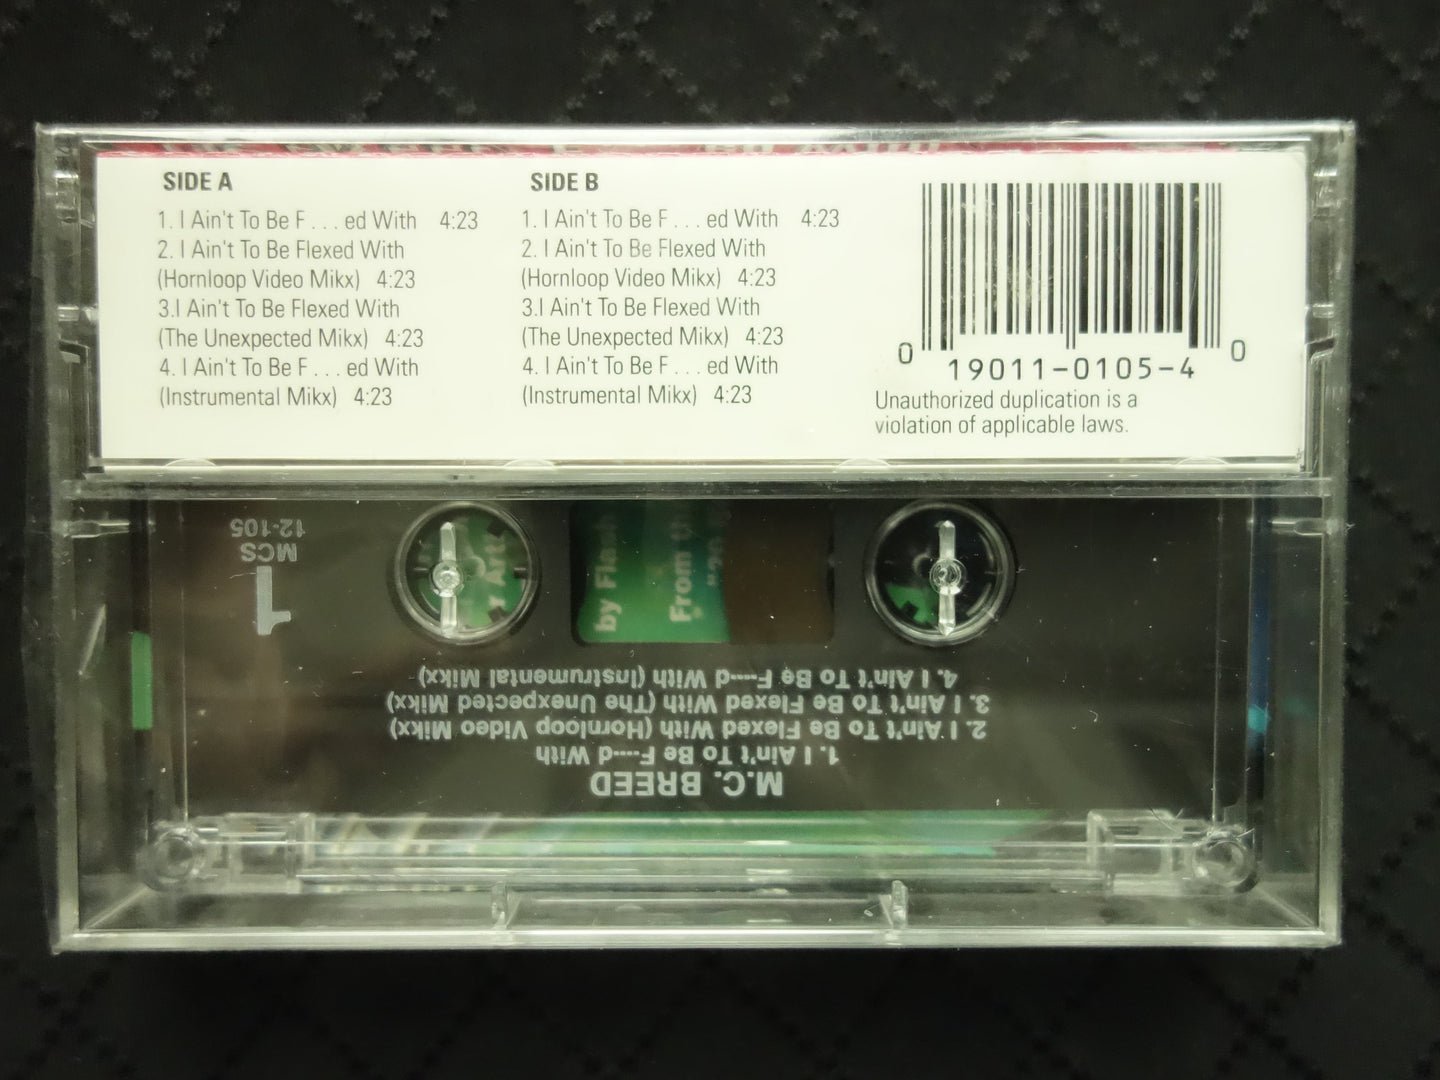 SIDE A
1. I Ain't To Be F . . . ed With 4:23
2. I Ain't To Be Flexed With
(Hornloop Video Mikx) 4:23
3.I Ain't To Be Flexed With
(The Unexpected Mikx) 4:23
4. I Ain't To Be F . . . ed With
(Instrumental Mikx) 4:23
SIDE B
1. I Ain't To Be F . . . ed With 4:23
2. I Ain't To Be Flexed With
(Hornloop Video Mikx) 4:23
3.I Ain't To Be Flexed With
(The Unexpected Mikx) 4:23
4. I Ain't To Be F . . . ed With
(Instrumental Mikx) 4:23
0 19011-0105-4 0
Unauthorized duplication is a
violation of applicable laws.
M.C. BREED
1. I Ain't To Be F----d With
2. I Ain't To Be Flexed With (Hornloop Video Mikx)
3. I Ain't To Be Flexed With (The Unexpected Mikx)
4. I Ain't To Be F----d With (Instrumental Mikx)
1
MCS
12-105
by Flash
From th